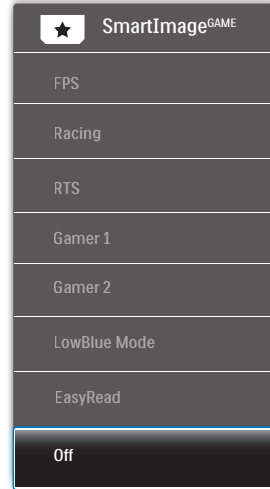 SmartImageGAME
FPS
Racing
RTS
Gamer 1
Gamer 2
LowBlue Mode
EasyRead
Off